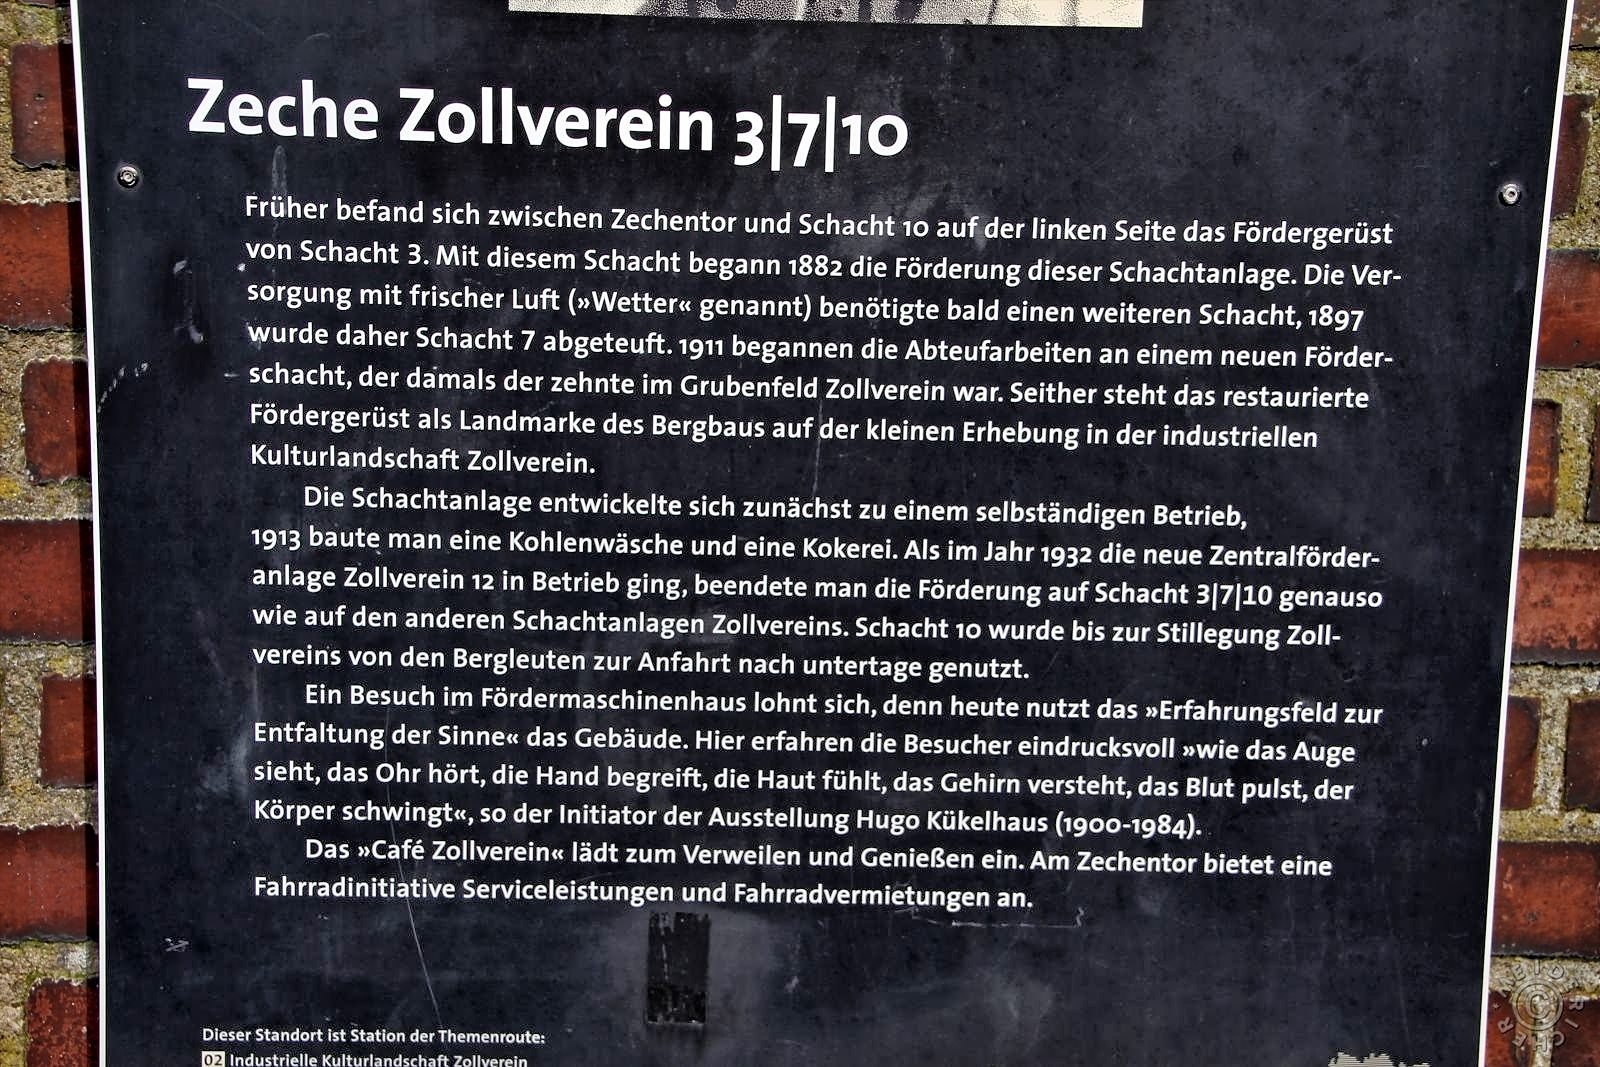 Zeche Zollverein 3|7|10
Früher befand sich zwischen Zechentor und Schacht 10 auf der linken Seite das Fördergerüst
von Schacht 3. Mit diesem Schacht begann 1882 die Förderung dieser Schachtanlage. Die Ver-
sorgung mit frischer Luft (»Wetter« genannt) benötigte bald einen weiteren Schacht, 1897
wurde daher Schacht 7 abgeteuft. 1911 begannen die Abteufarbeiten an einem neuen Förder-
schacht, der damals der zehnte im Grubenfeld Zollverein war. Seither steht das restaurierte
Fördergerüst als Landmarke des Bergbaus auf der kleinen Erhebung in der industriellen
Kulturlandschaft Zollverein.
Die Schachtanlage entwickelte sich zunächst zu einem selbständigen Betrieb,
1913 baute man eine Kohlenwäsche und eine Kokerei. Als im Jahr 1932 die neue Zentralförder-
anlage Zollverein 12 in Betrieb ging, beendete man die Förderung auf Schacht 3|7|10 genauso
wie auf den anderen Schachtanlagen Zollvereins. Schacht 10 wurde bis zur Stillegung Zoll-
vereins von den Bergleuten zur Anfahrt nach untertage genutzt.
Ein Besuch im Fördermaschinenhaus lohnt sich, denn heute nutzt das »Erfahrungsfeld zur
Entfaltung der Sinne« das Gebäude. Hier erfahren die Besucher eindrucksvoll »wie das Auge
sieht, das Ohr hört, die Hand begreift, die Haut fühlt, das Gehirn versteht, das Blut pulst, der
Körper schwingt«, so der Initiator der Ausstellung Hugo Kükelhaus (1900-1984).
Das »Café Zollverein« lädt zum Verweilen und Genießen ein. Am Zechentor bietet eine
Fahrradinitiative Serviceleistungen und Fahrradvermietungen an.
Dieser Standort ist Station der Themenroute:
02 Industrielle Kulturlandschaft Zollverein